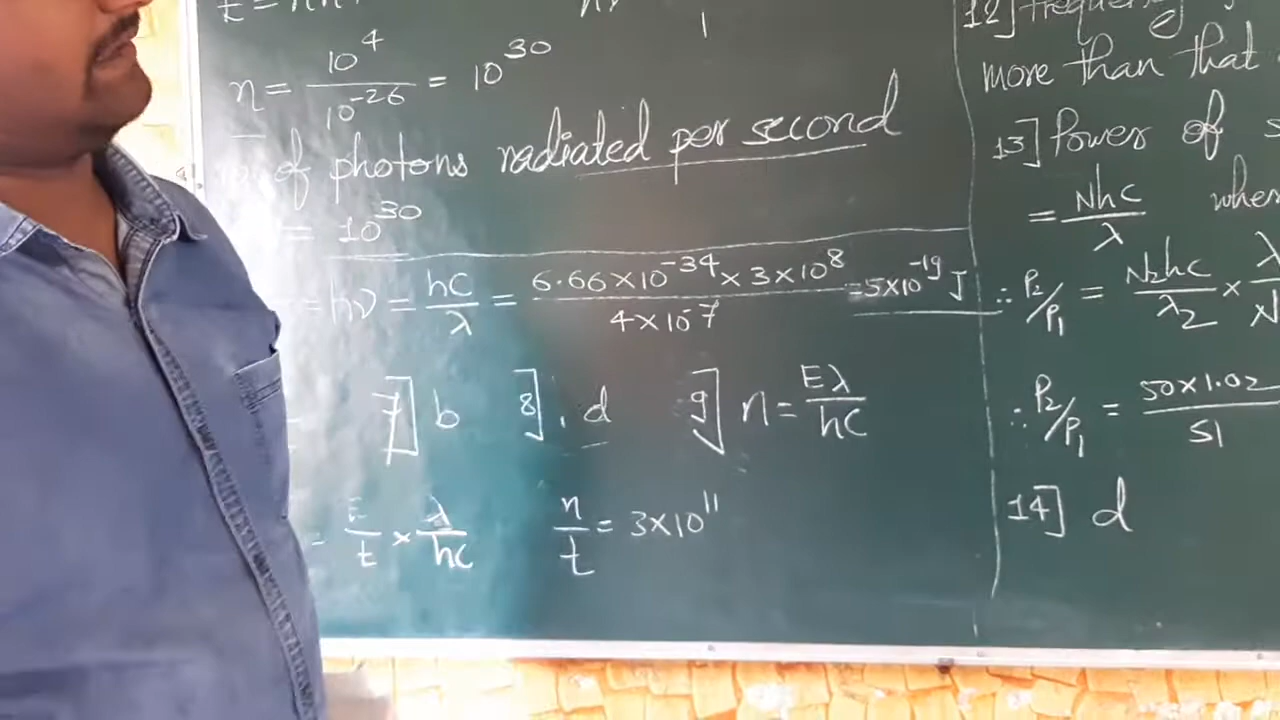 n = 10^4 / 10^-26 = 10^30
of photons radiated per second
= 10^30
= hν = hC/λ = 6.66×10^-34 × 3×10^8 / 4×10^-7 = 5×10^-19 J
7] b 8] d 9] n = Eλ/hC
E/t × λ/hc n/t = 3×10^11
12] frequency
more than that
13] Power of
= NhC/λ
∴ P2/P1 = N2hC/λ2 ×
∴ P2/P1 = 50×1.02 / 51
14] d